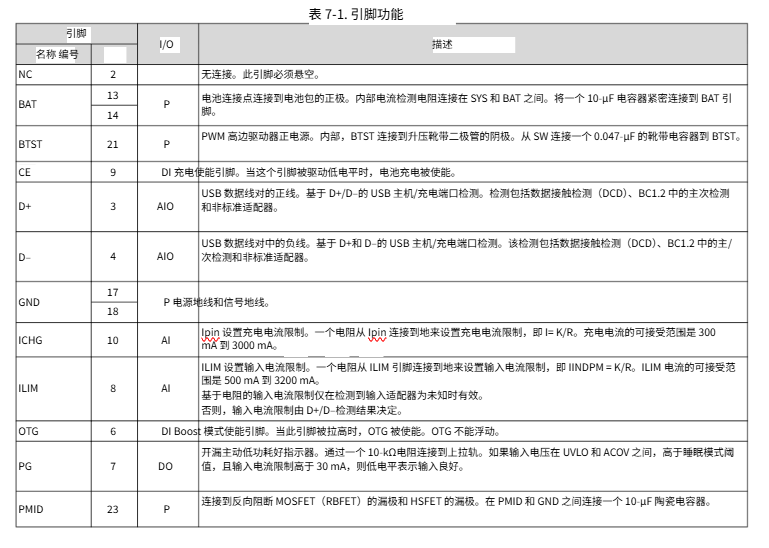 表 7-1. 引脚功能
引脚
I/O
描述
名称 编号
NC 2 无连接。此引脚必须悬空。
BAT 13 14 P 电池连接点连接到电池包的正极。内部电流检测电阻连接在 SYS 和 BAT 之间。将一个 10-μF 电容器紧密连接到 BAT 引
脚。
BTST 21 P PWM 高边驱动器正电源。内部，BTST 连接到升压靴带二极管的阴极。从 SW 连接一个 0.047-μF 的靴带电容器到 BTST。
CE 9 DI 充电使能引脚。当这个引脚被驱动低电平时，电池充电被使能。
D+ 3 AIO USB 数据线对的正线。基于 D+/D–的 USB 主机/充电端口检测。检测包括数据接触检测（DCD）、BC1.2 中的主次检测
和非标准适配器。
D– 4 AIO USB 数据线对中的负线。基于 D+和 D–的 USB 主机/充电端口检测。该检测包括数据接触检测（DCD）、BC1.2 中的主/
次检测和非标准适配器。
GND 17 18 P 电源地线和信号地线。
ICHG 10 AI Ipin 设置充电电流限制。一个电阻从 Ipin 连接到地来设置充电电流限制，即 I= K/R。充电电流的可接受范围是 300
mA 到 3000 mA。
ILIM 8 AI ILIM 设置输入电流限制。一个电阻从 ILIM 引脚连接到地来设置输入电流限制，即 IINDPM = K/R。ILIM 电流的可接受范
围是 500 mA 到 3200 mA。
基于电阻的输入电流限制仅在检测到输入适配器为未知时有效。
否则，输入电流限制由 D+/D–检测结果决定。
OTG 6 DI Boost 模式使能引脚。当此引脚被拉高时，OTG 被使能。OTG 不能浮动。
PG 7 DO 开漏主动低功耗好指示器。通过一个 10-kΩ电阻连接到上拉轨。如果输入电压在 UVLO 和 ACOV 之间，高于睡眠模式阈
值，且输入电流限制高于 30 mA，则低电平表示输入良好。
PMID 23 P 连接到反向阻断 MOSFET（RBFET）的漏极和 HSFET 的漏极。在 PMID 和 GND 之间连接一个 10-μF 陶瓷电容器。